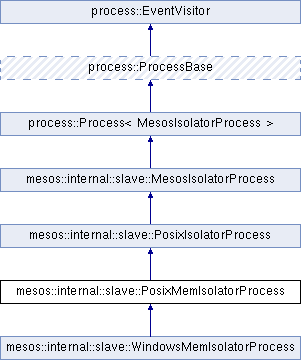 process::EventVisitor
process::ProcessBase
process::Process< MesosIsolatorProcess >
mesos::internal::slave::MesosIsolatorProcess
mesos::internal::slave::PosixIsolatorProcess
mesos::internal::slave::PosixMemIsolatorProcess
mesos::internal::slave::WindowsMemIsolatorProcess